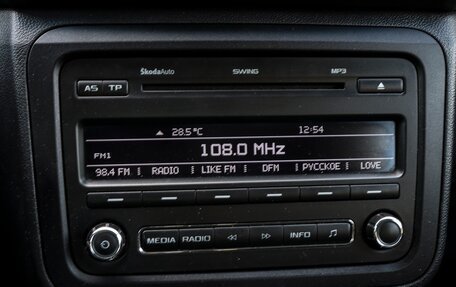 ŠkodaAuto SWING MP3
AS TP
28.5°C 12:54
108.0 MHz
FM1
98.4 FM RADIO LIKE FM DFM РУССКОЕ LOVE
MEDIA RADIO INFO